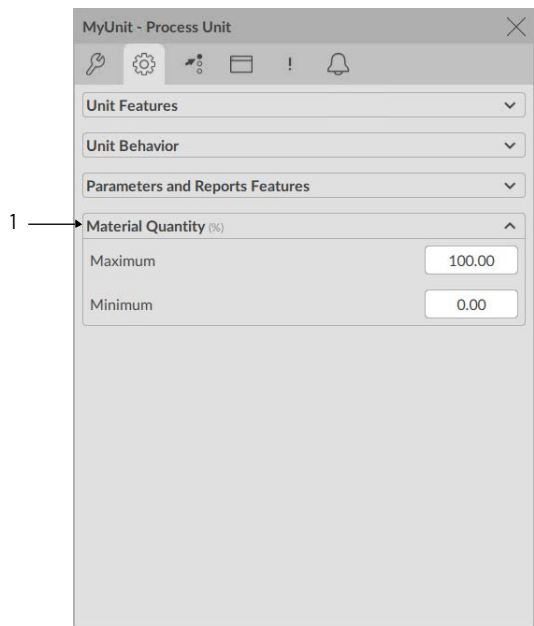 MyUnit - Process Unit
!
Unit Features
Unit Behavior
Parameters and Reports Features
1
Material Quantity (%)
Maximum 100.00
Minimum 0.00